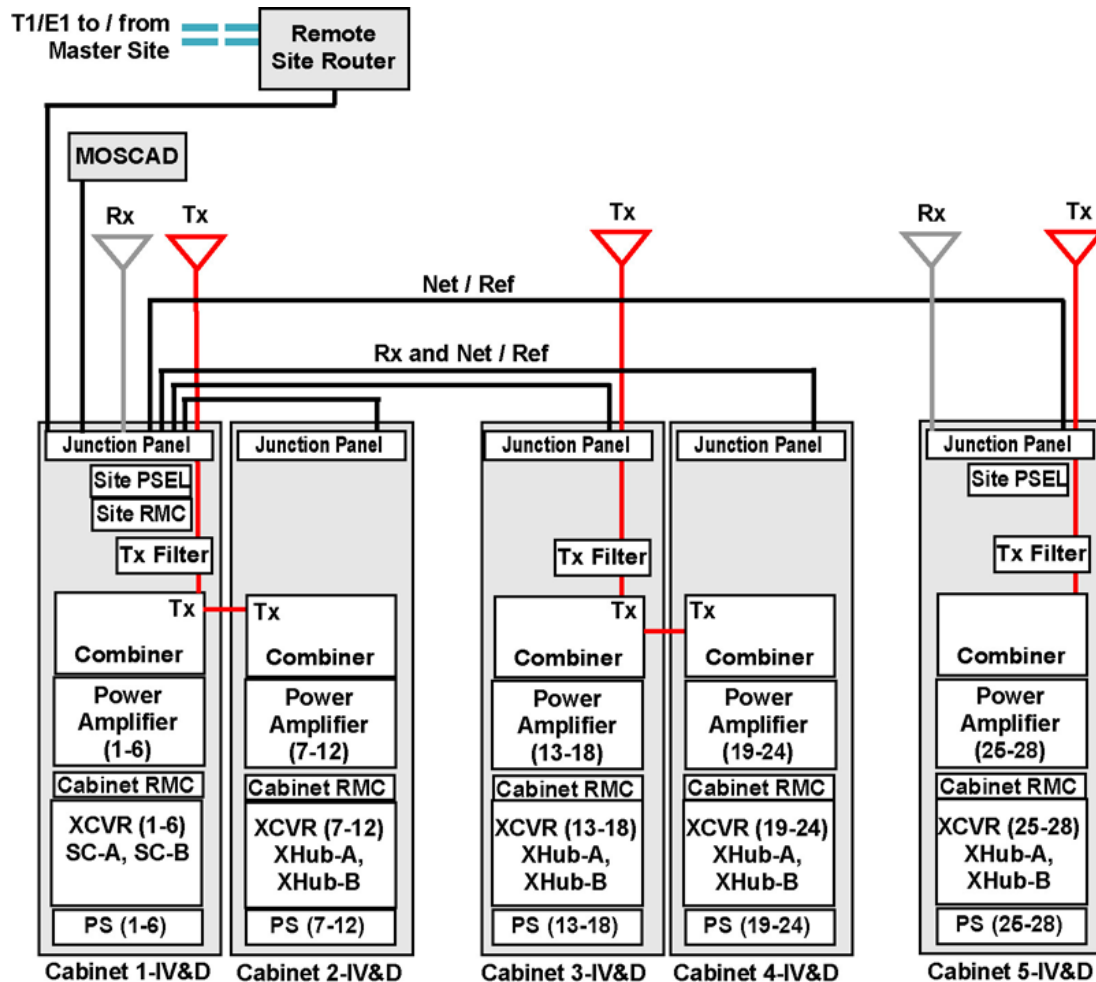 T1/E1 to / from
Master Site
Remote
Site Router
MOSCAD
Rx
Tx
Tx
Rx
Tx
Net / Ref
Rx and Net / Ref
Junction Panel
Site PSEL
Site RMC
Tx Filter
Tx
Combiner
Power
Amplifier
(1-6)
Cabinet RMC
XCVR (1-6)
SC-A, SC-B
PS (1-6)
Cabinet 1-IV&D
Junction Panel
Tx
Combiner
Power
Amplifier
(7-12)
Cabinet RMC
XCVR (7-12)
XHub-A,
XHub-B
PS (7-12)
Cabinet 2-IV&D
Junction Panel
Tx Filter
Tx
Combiner
Power
Amplifier
(13-18)
Cabinet RMC
XCVR (13-18)
XHub-A,
XHub-B
PS (13-18)
Cabinet 3-IV&D
Junction Panel
Tx
Combiner
Power
Amplifier
(19-24)
Cabinet RMC
XCVR (19-24)
XHub-A,
XHub-B
PS (19-24)
Cabinet 4-IV&D
Junction Panel
Site PSEL
Tx Filter
Combiner
Power
Amplifier
(25-28)
Cabinet RMC
XCVR (25-28)
XHub-A,
XHub-B
PS (25-28)
Cabinet 5-IV&D